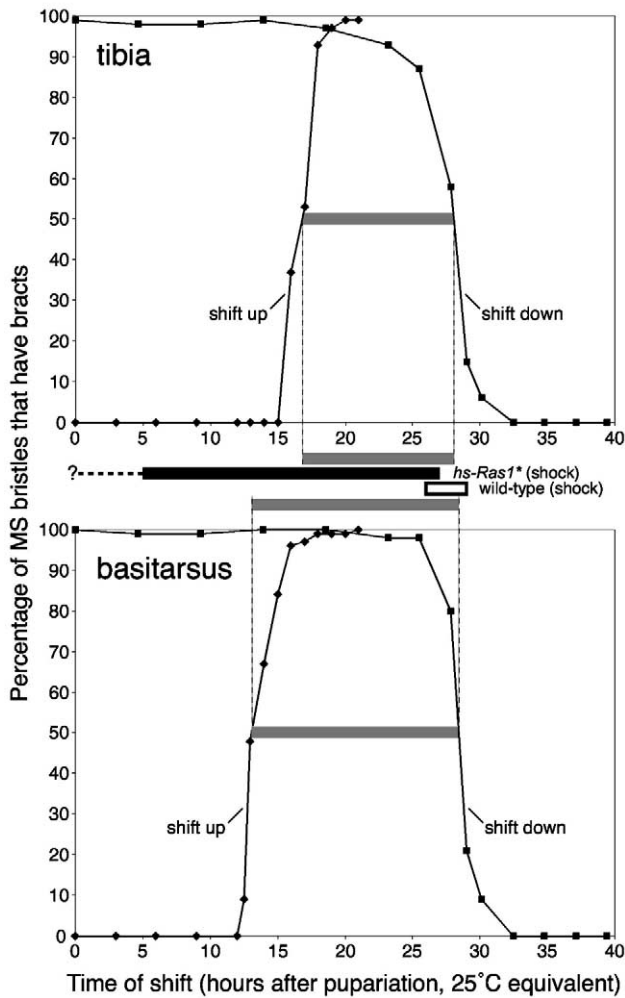 Percentage of MS bristles that have bracts
100
90
80
70
60
50
40
30
20
10
0
tibia
shift up
shift down
0 5 10 15 20 25 30 35 40
? hs-Ras1* (shock)
wild-type (shock)
100
90
80
70
60
50
40
30
20
10
0
basitarsus
shift up
shift down
0 5 10 15 20 25 30 35 40
Time of shift (hours after pupariation, 25˚C equivalent)